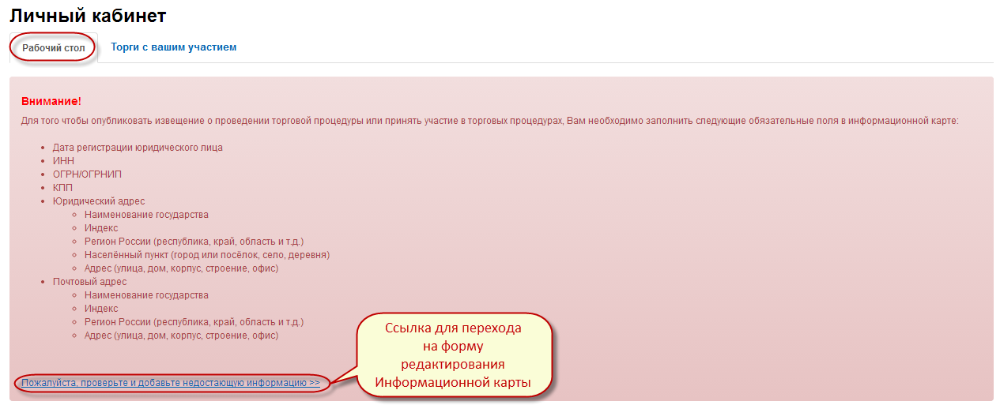 Личный кабинет
Рабочий стол
Торги с вашим участием
Внимание!
Для того чтобы опубликовать извещение о проведении торговой процедуры или принять участие в торговых процедурах, Вам необходимо заполнить следующие обязательные поля в информационной карте:
Дата регистрации юридического лица
ИНН
ОГРН/ОГРНИП
КПП
Юридический адрес
Наименование государства
Индекс
Регион России (республика, край, область и т.д.)
Населённый пункт (город или посёлок, село, деревня)
Адрес (улица, дом, корпус, строение, офис)
Почтовый адрес
Наименование государства
Индекс
Регион России (республика, край, область и т.д.)
Адрес (улица, дом, корпус, строение, офис)
Ссылка для перехода
на форму
редактирования
Информационной карты
Пожалуйста, проверьте и добавьте недостающую информацию >>